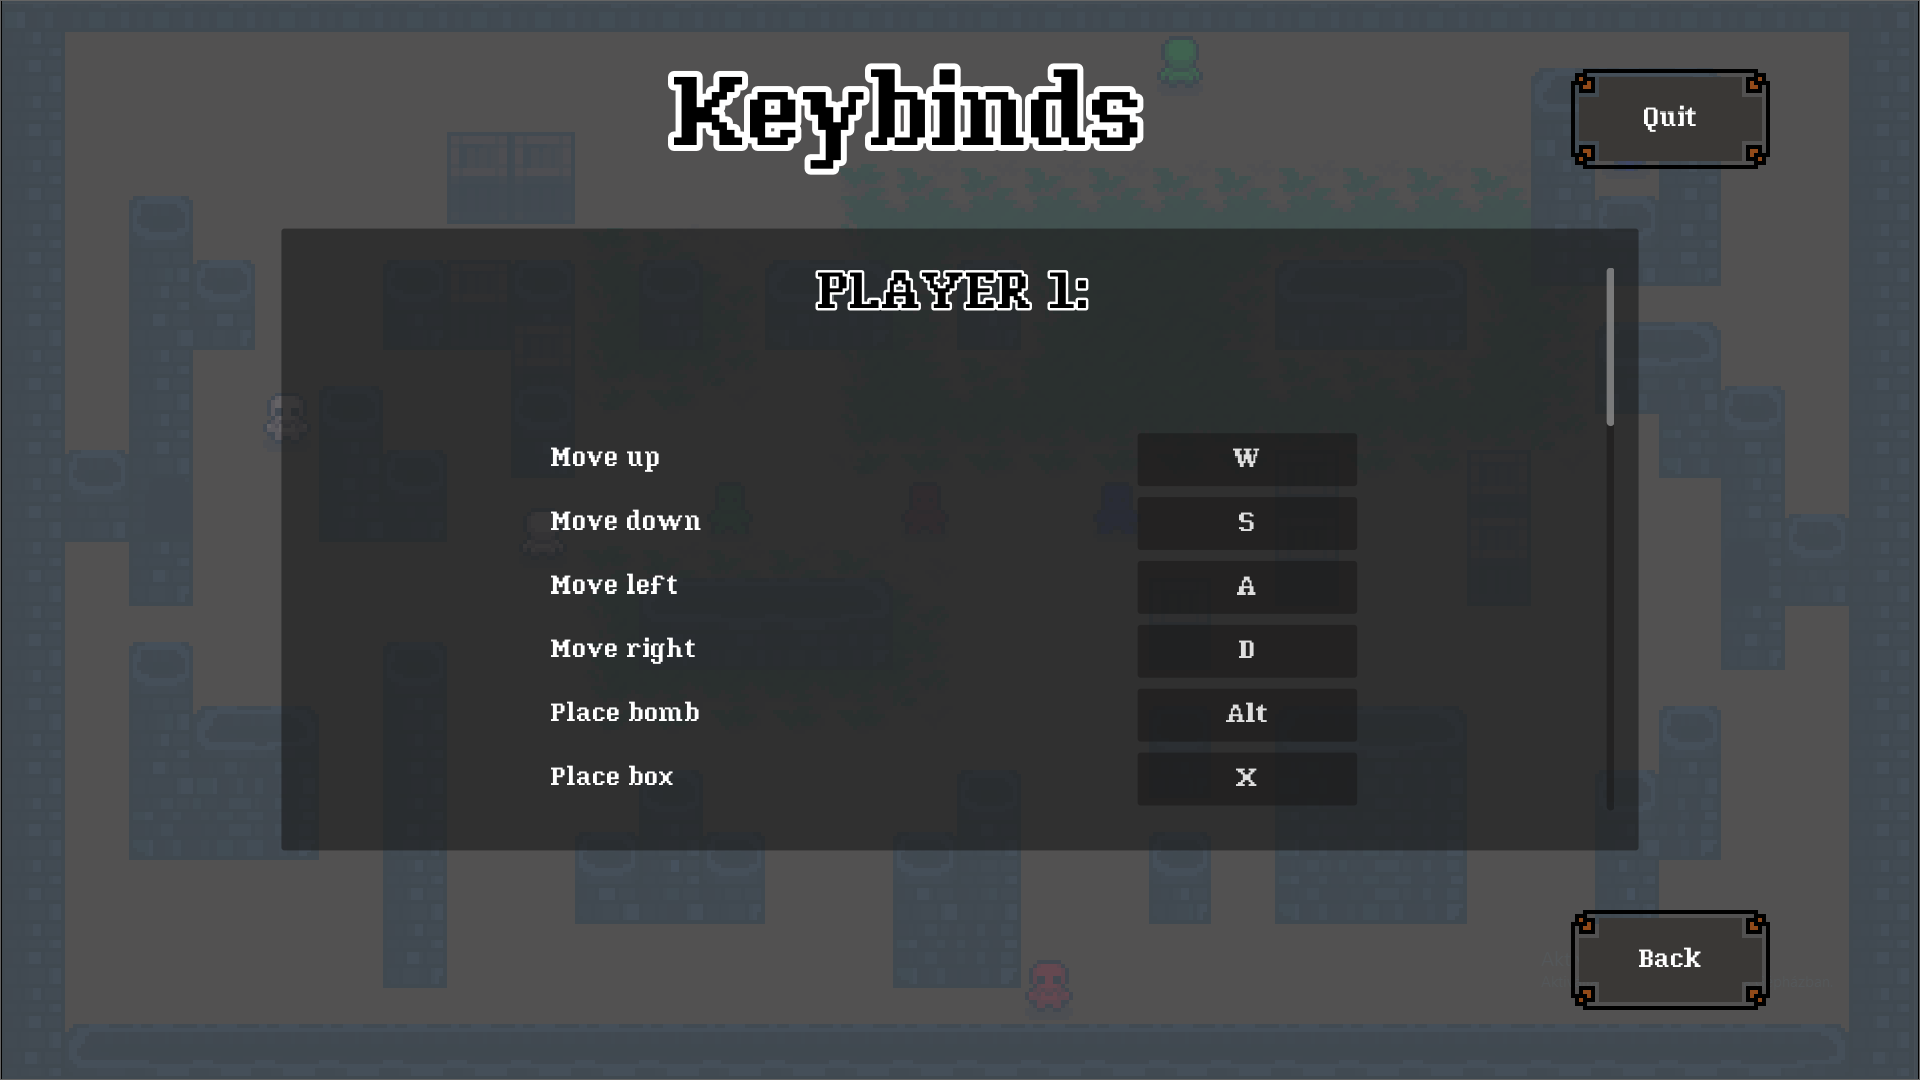 Keybinds
Quit
PLAYER 1:
Move up W
Move down S
Move left A
Move right D
Place bomb Alt
Place box X
Back